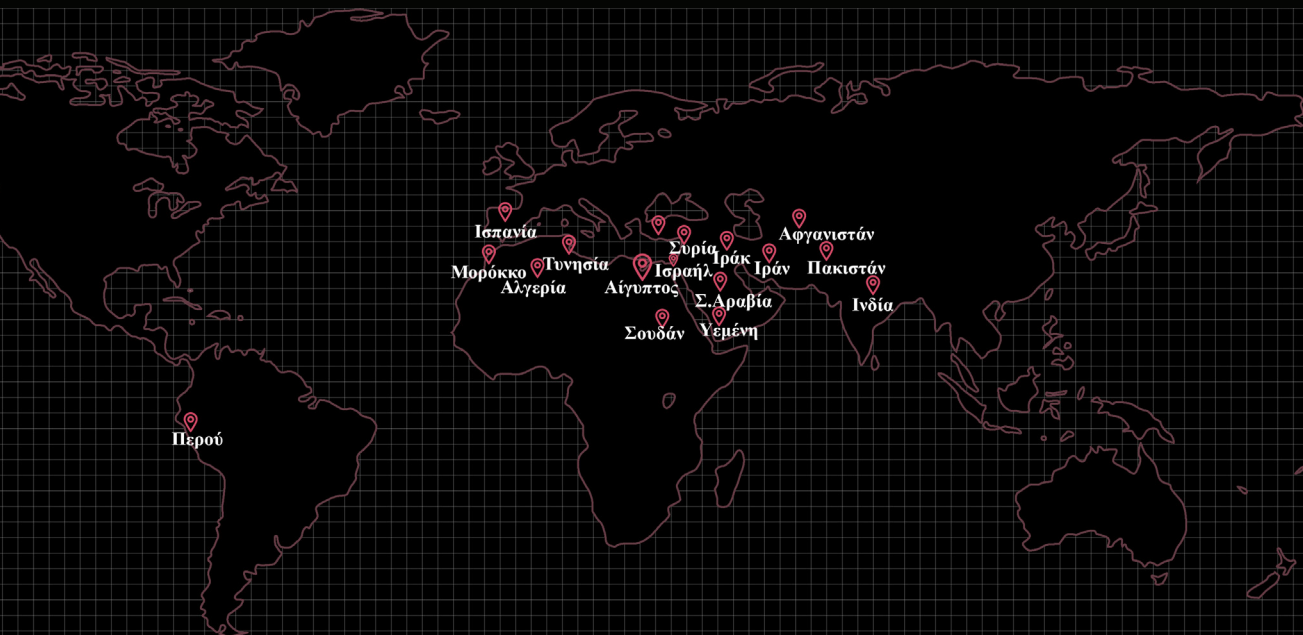 Ισπανία
Αφγανιστάν
Συρία
Ιράκ
Τυνησία
Ισραήλ
Ιράν
Πακιστάν
Μορόκκο
Αλγερία
Αίγυπτος
Σ.Αραβία
Ινδία
Σουδάν
Υεμένη
Περού